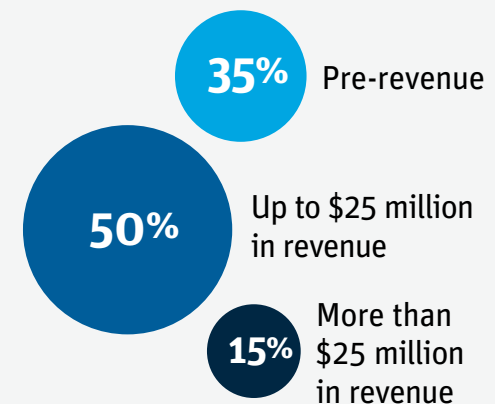 35% Pre-revenue
50% Up to $25 million
in revenue
15% More than
$25 million
in revenue